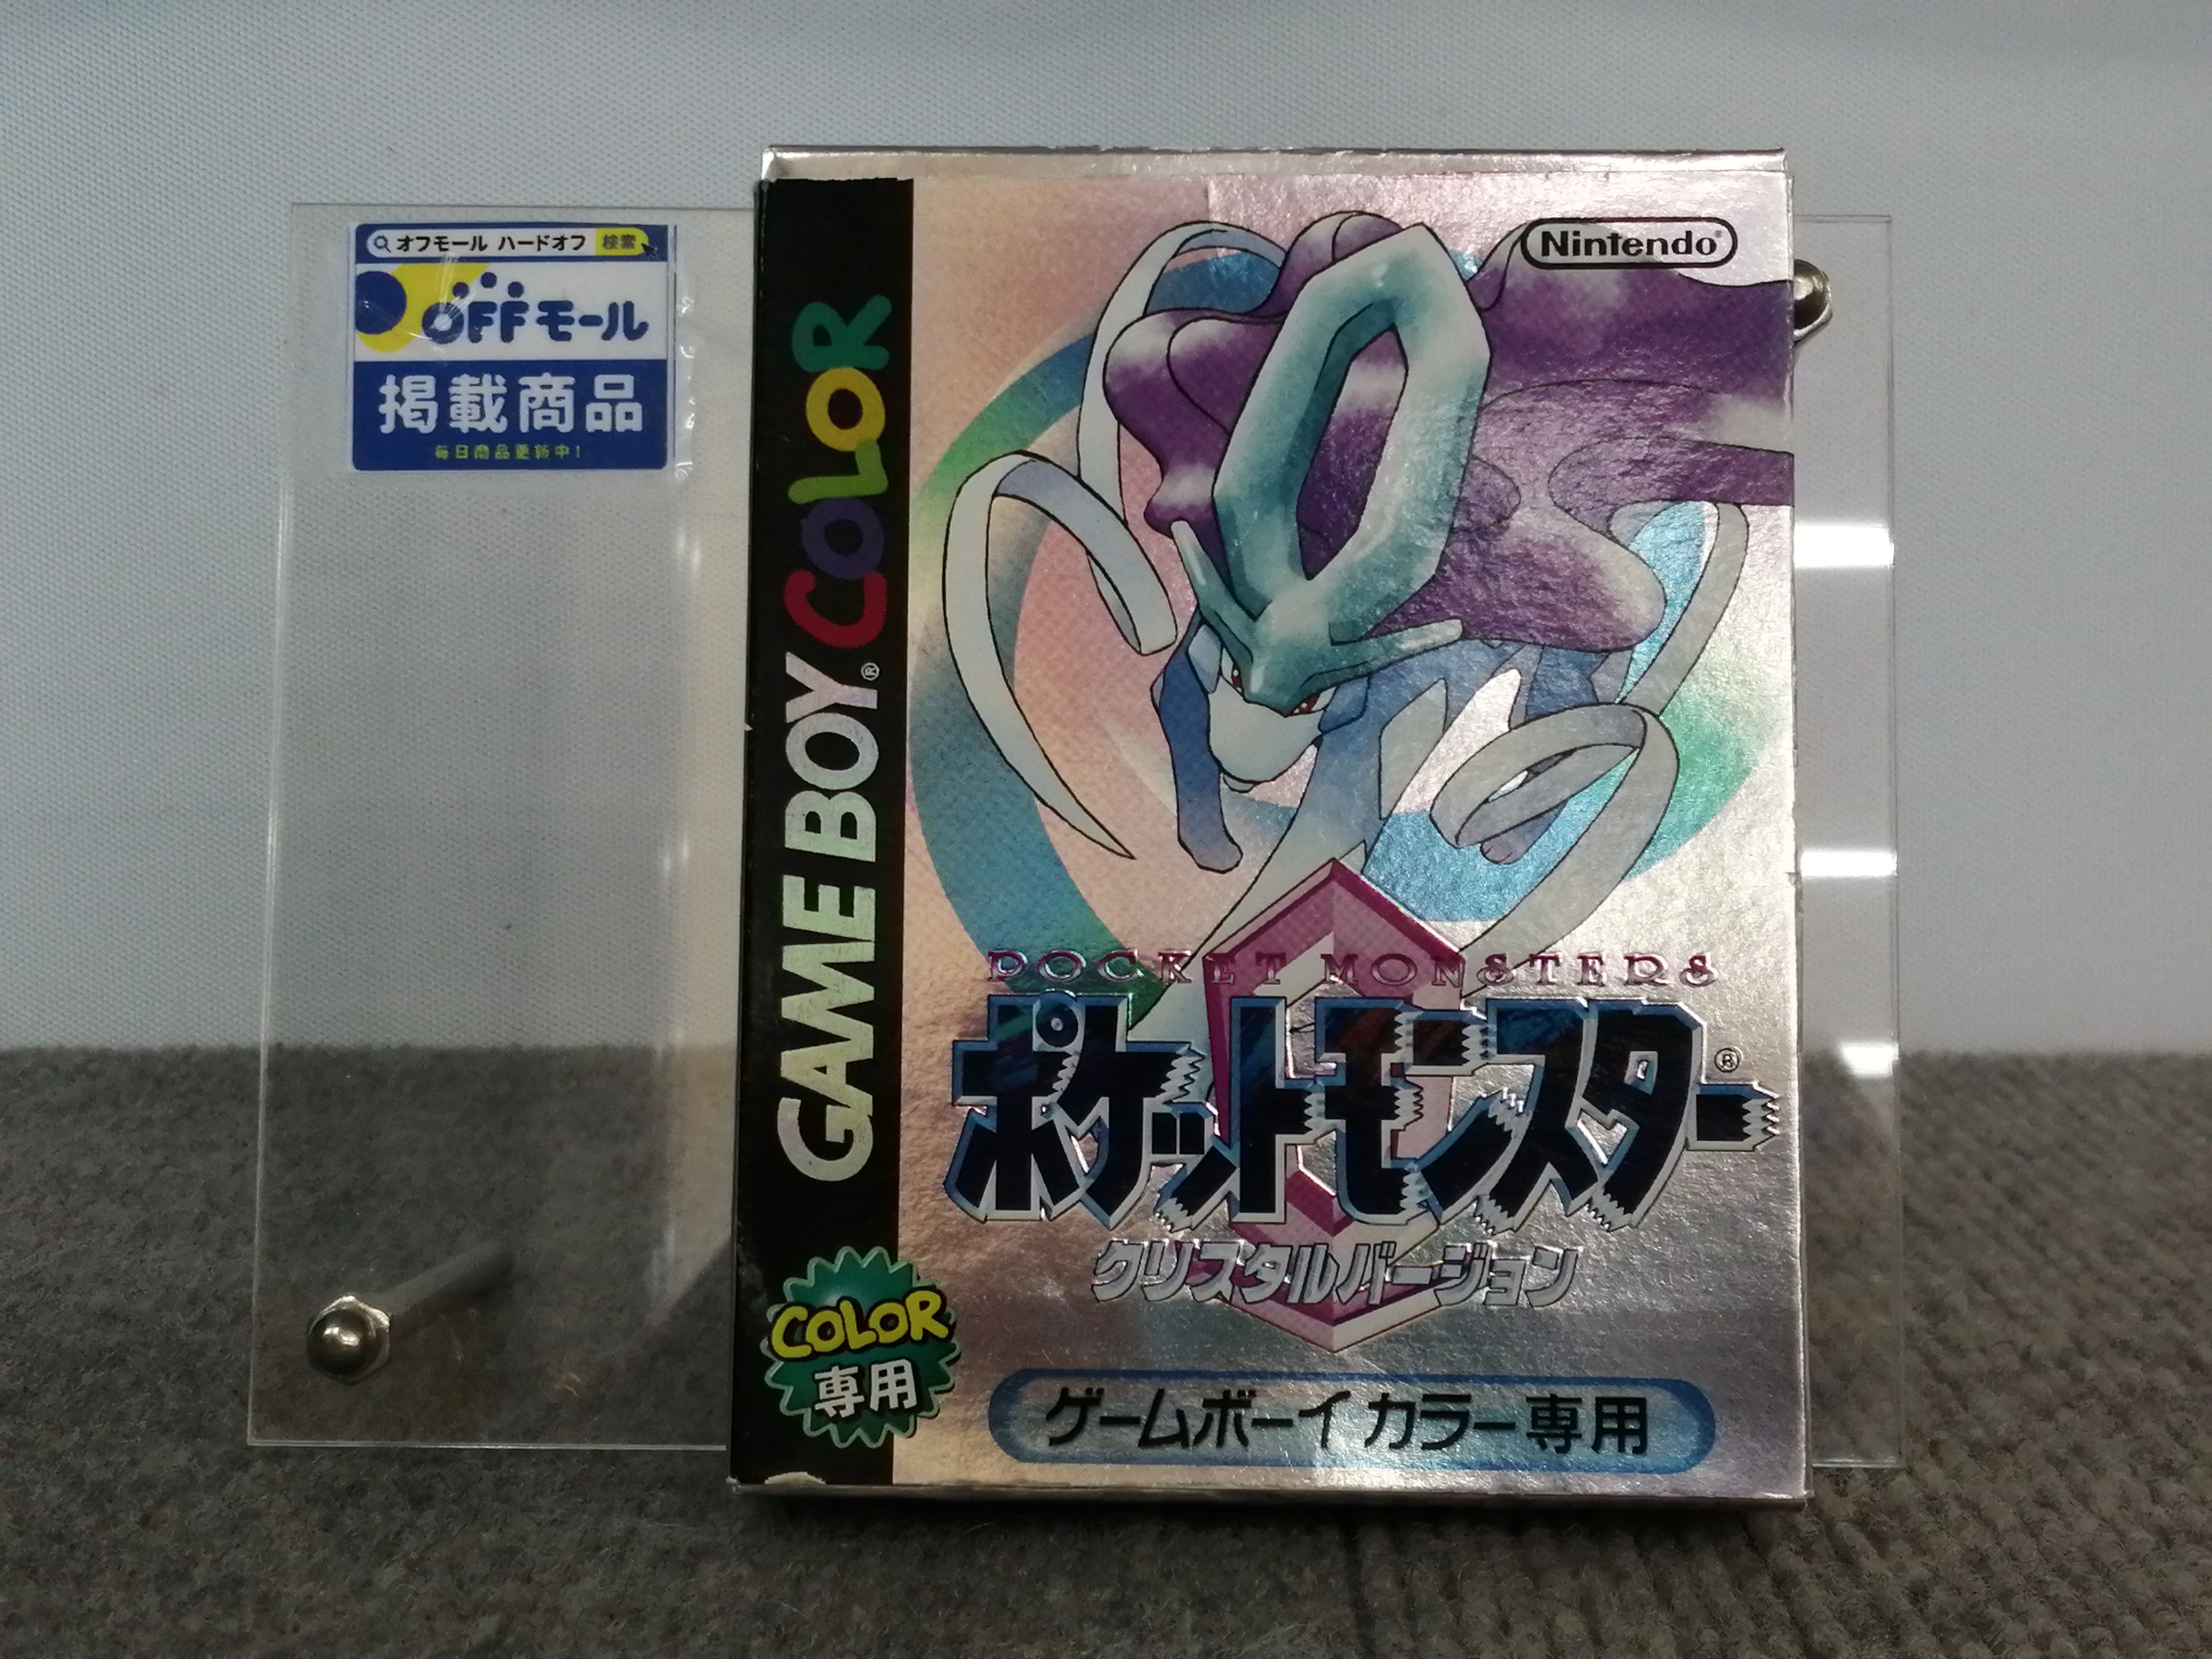 オフモール ハードオフ 検索
OFFモール
掲載商品
毎日商品更新中!
GAME BOY® COLOR
Nintendo®
POCKET MONSTERS
ポケットモンスター®
クリスタルバージョン
COLOR
専用
ゲームボーイ カラー専用